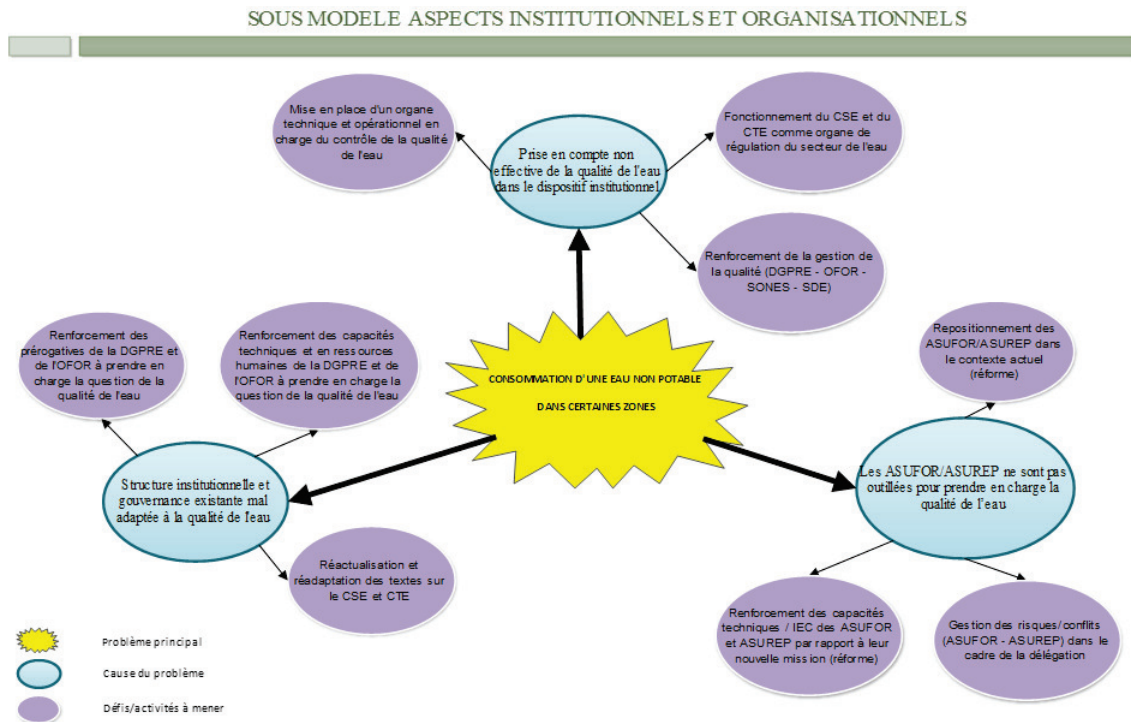 SOUS MODELE ASPECTS INSTITUTIONNELS ET ORGANISATIONNELS
Mise en place d'un organe
technique et opérationnel en
charge du contrôle de la qualité
de l'eau
Prise en compte non
effective de la qualité de l'eau
dans le dispositif institutionnel
Fonctionnement du CSE et du
CTE comme organe de
régulation du secteur de l'eau
Renforcement de la gestion de
la qualité (DGPRE - OFOR -
SONES - SDE)
Renforcement des
prérogatives de la DGPRE et
de l'OFOR à prendre en
charge la question de la
qualité de l'eau
Renforcement des capacités
techniques et en ressources
humaines de la DGPRE et de
de l'OFOR à prendre en charge la
question de la qualité de l'eau
CONSOMMATION D'UNE EAU NON POTABLE
DANS CERTAINES ZONES
Repositionnement des
ASUFOR/ASUREP dans
le contexte actuel
(réforme)
Structure institutionnelle et
gouvernance existante mal
adaptée à la qualité de l'eau
Les ASUFOR/ASUREP ne sont pas
outillées pour prendre en charge la
qualité de l'eau
Réactualisation et
réadaptation des textes sur
le CSE et CTE
Renforcement des capacités
techniques / IEC des ASUFOR
et ASUREP par rapport à leur
nouvelle mission (réforme)
Gestion des risques/conflits
(ASUFOR - ASUREP) dans le
cadre de la délégation
Problème principal
Cause du problème
Défis/activités à mener